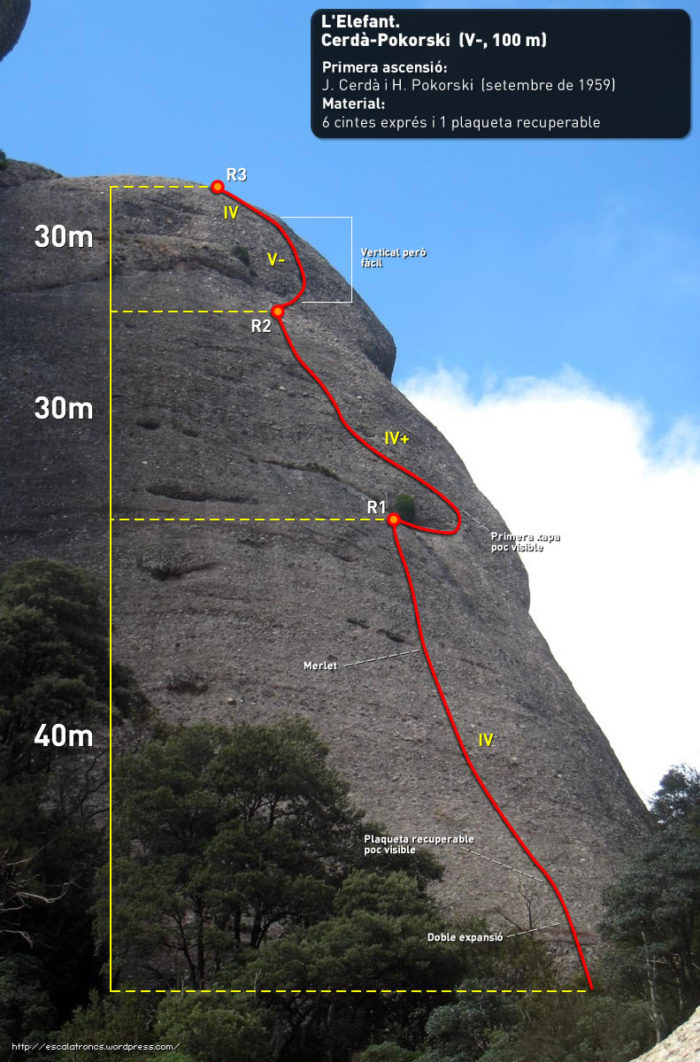 L'Elefant.
Cerdà-Pokorski (V-, 100 m)
Primera ascensió:
J. Cerdà i H. Pokorski (setembre de 1959)
Material:
6 cintes exprés i 1 plaqueta recuperable
R3
IV
30m
V-
Vertical però
fàcil
R2
30m
IV+
R1
Primera xapa
poc visible
Merlet
40m
IV
Plaqueta recuperable
poc visible
Doble expansió
http://escalatroncs.wordpress.com/